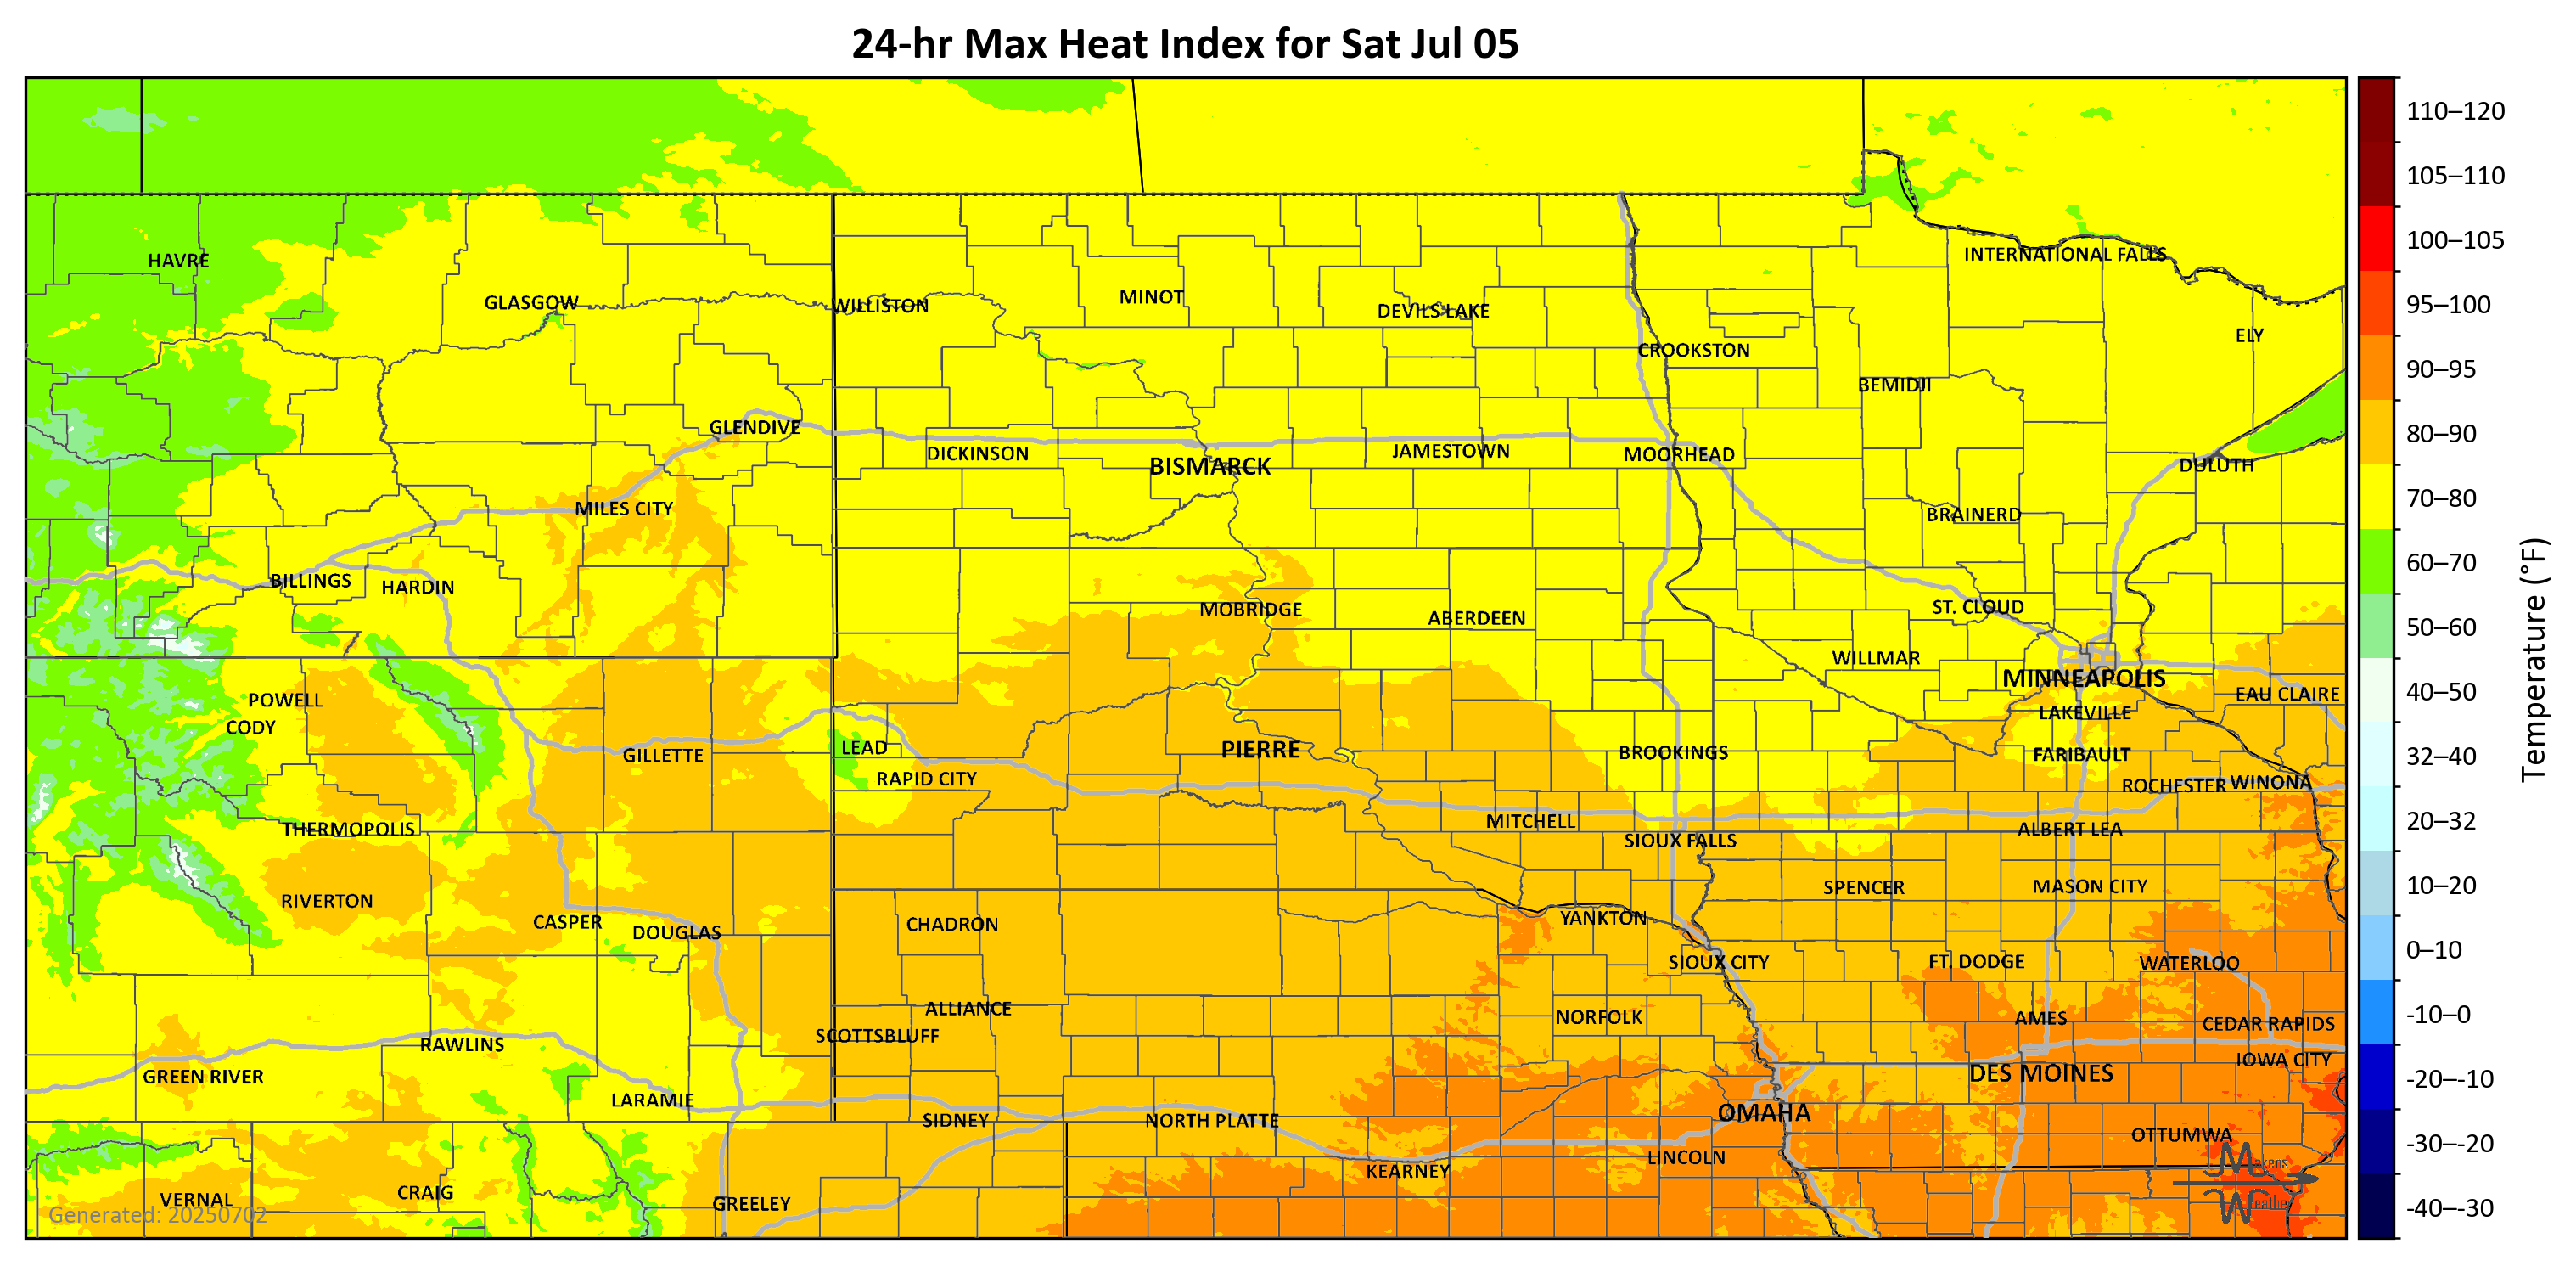 24-hr Max Heat Index for Sat Jul 05
110–120
105–110
HAVRE
INTERNATIONAL FALLS
100–105
GLASGOW
WILLISTON
MINOT
DEVILS LAKE
95–100
ELY
CROOKSTON
90–95
BEMIDJI
GLENDIVE
80–90
DICKINSON
BISMARCK
JAMESTOWN
MOORHEAD
DULUTH
70–80
MILES CITY
BRAINERD
60–70
BILLINGS
HARDIN
MOBRIDGE
ABERDEEN
ST. CLOUD
50–60
WILLMAR
MINNEAPOLIS
Temperature (°F)
POWELL
EAU CLAIRE
40–50
CODY
LAKEVILLE
GILLETTE
LEAD
PIERRE
BROOKINGS
FARIBAULT
32–40
RAPID CITY
ROCHESTER
WINONA
THERMOPOLIS
MITCHELL
SIOUX FALLS
ALBERT LEA
20–32
RIVERTON
SPENCER
MASON CITY
10–20
CASPER
DOUGLAS
CHADRON
YANKTON
SIOUX CITY
FT. DODGE
WATERLOO
0–10
ALLIANCE
NORFOLK
AMES
CEDAR RAPIDS
-10–0
RAWLINS
SCOTTSBLUFF
IOWA CITY
GREEN RIVER
DES MOINES
-20–-10
LARAMIE
SIDNEY
NORTH PLATTE
OMAHA
OTTUMWA
-30–-20
KEARNEY
LINCOLN
Makens
VERNAL
CRAIG
GREELEY
Weather
-40–-30
Generated: 20250702